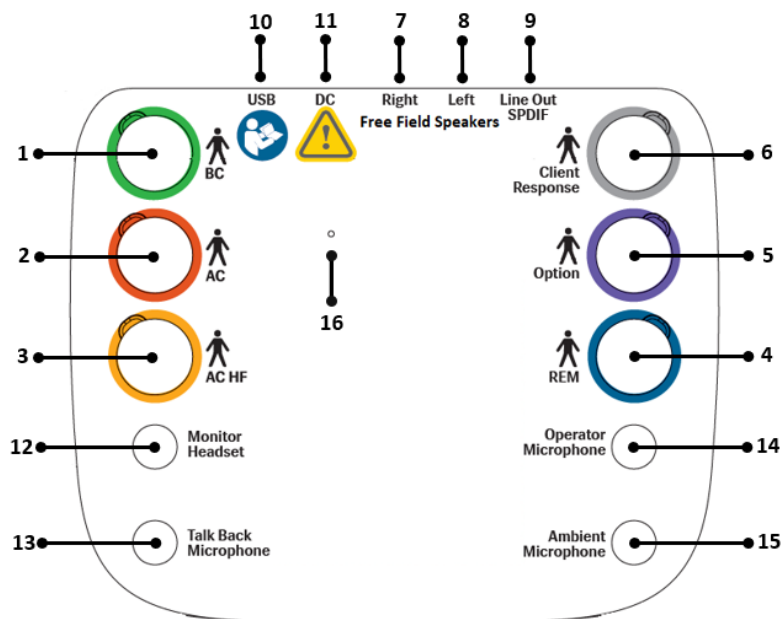 10
11
7
8
9
USB
DC
Right
Left
Line Out
SPDIF
Free Field Speakers
1
BC
Client
Response
6
2
AC
Option
5
16
3
AC HF
REM
4
12
Monitor
Headset
Operator
Microphone
14
13
Talk Back
Microphone
Ambient
Microphone
15